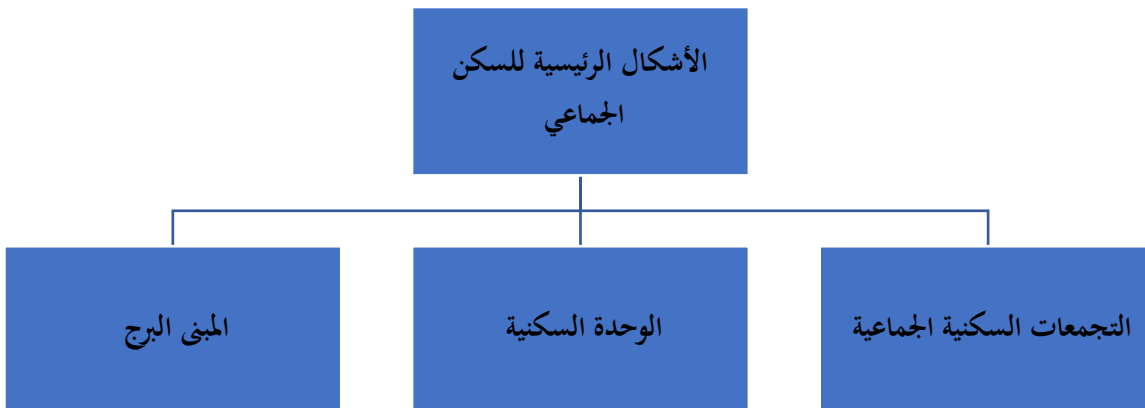 الأشكال الرئيسية للسكن
الجماعي
التجمعات السكنية الجماعية
الوحدة السكنية
المبنى البرج